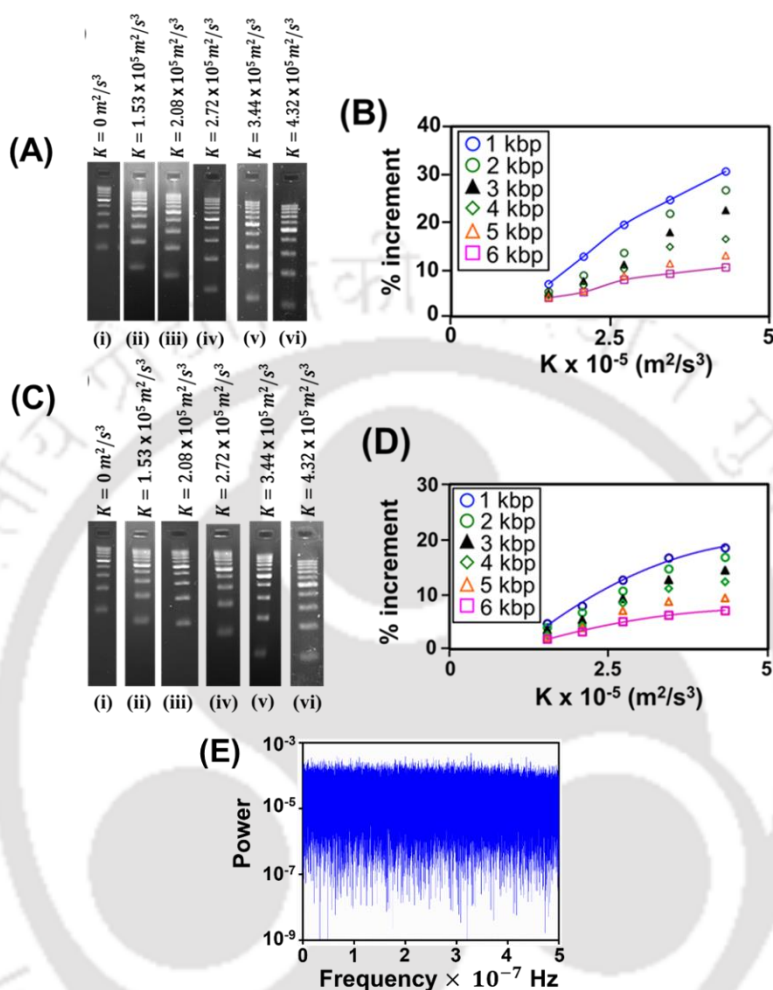 (A)
K = 0 m²/s³
K = 1.53 x 10⁵ m²/s³
K = 2.08 x 10⁵ m²/s³
K = 2.72 x 10⁵ m²/s³
K = 3.44 x 10⁵ m²/s³
K = 4.32 x 10⁵ m²/s³
(i) (ii) (iii) (iv) (v) (vi)
(B)
% increment
40
30
20
10
0
1 kbp
2 kbp
3 kbp
4 kbp
5 kbp
6 kbp
0 2.5 5
K x 10⁻⁵ (m²/s³)
(C)
K = 0 m²/s³
K = 1.53 x 10⁵ m²/s³
K = 2.08 x 10⁵ m²/s³
K = 2.72 x 10⁵ m²/s³
K = 3.44 x 10⁵ m²/s³
K = 4.32 x 10⁵ m²/s³
(i) (ii) (iii) (iv) (v) (vi)
(D)
% increment
30
20
10
0
1 kbp
2 kbp
3 kbp
4 kbp
5 kbp
6 kbp
0 2.5 5
K x 10⁻⁵ (m²/s³)
(E)
Power
10⁻³
10⁻⁵
10⁻⁷
10⁻⁹
0 1 2 3 4 5
Frequency × 10⁻⁷ Hz